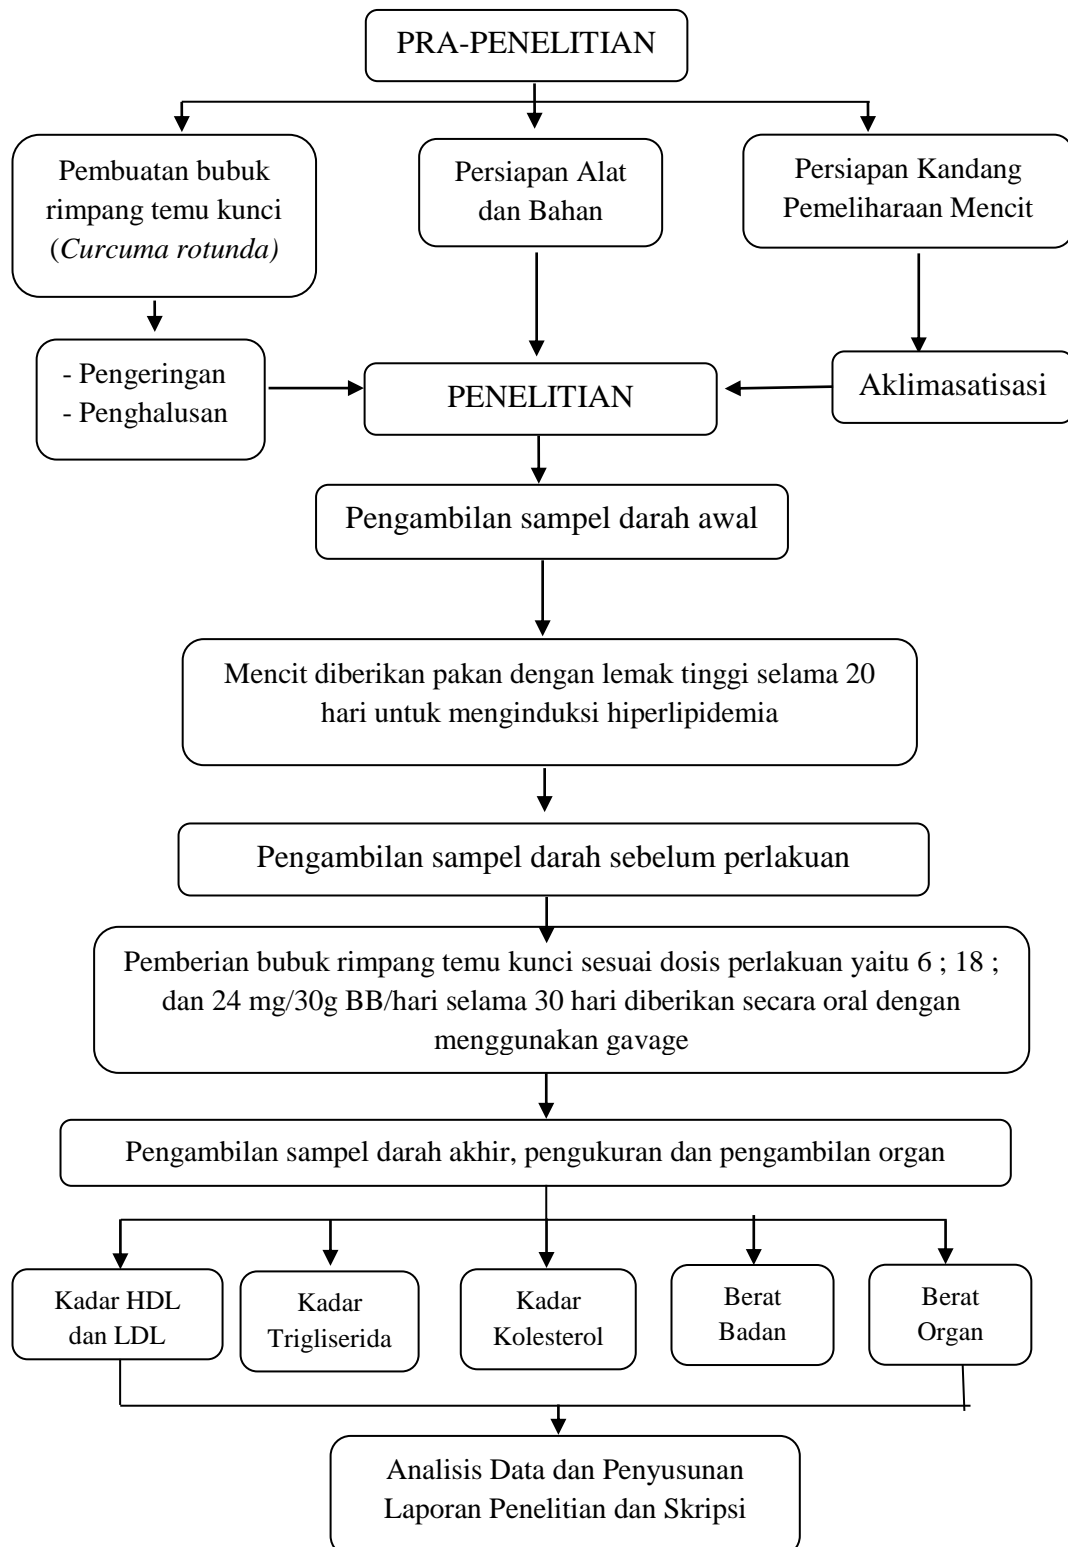 PRA-PENELITIAN
Pembuatan bubuk
rimpang temu kunci
(Curcuma rotunda)
Persiapan Alat
dan Bahan
Persiapan Kandang
Pemeliharaan Mencit
- Pengeringan
- Penghalusan
PENELITIAN
Aklimasatisasi
Pengambilan sampel darah awal
Mencit diberikan pakan dengan lemak tinggi selama 20
hari untuk menginduksi hiperlipidemia
Pengambilan sampel darah sebelum perlakuan
Pemberian bubuk rimpang temu kunci sesuai dosis perlakuan yaitu 6 ; 18 ;
dan 24 mg/30g BB/hari selama 30 hari diberikan secara oral dengan
menggunakan gavage
Pengambilan sampel darah akhir, pengukuran dan pengambilan organ
Kadar HDL
dan LDL
Kadar
Trigliserida
Kadar
Kolesterol
Berat
Badan
Berat
Organ
Analisis Data dan Penyusunan
Laporan Penelitian dan Skripsi